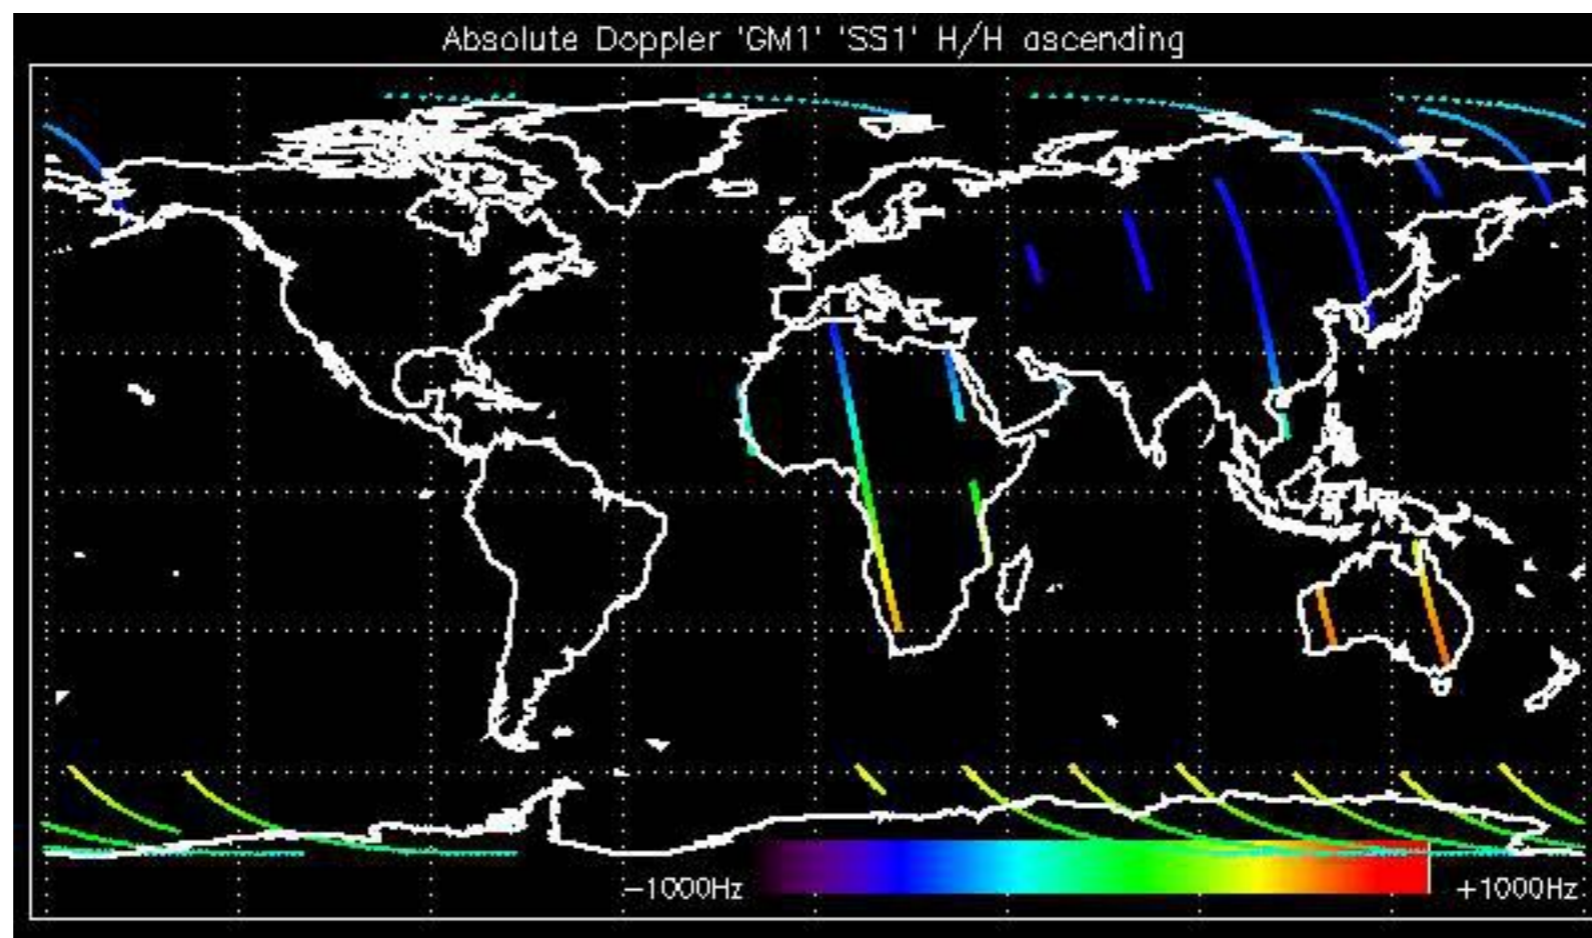 Absolute Doppler 'GM1' 'SS1' H/H ascending
-1000Hz
+1000Hz